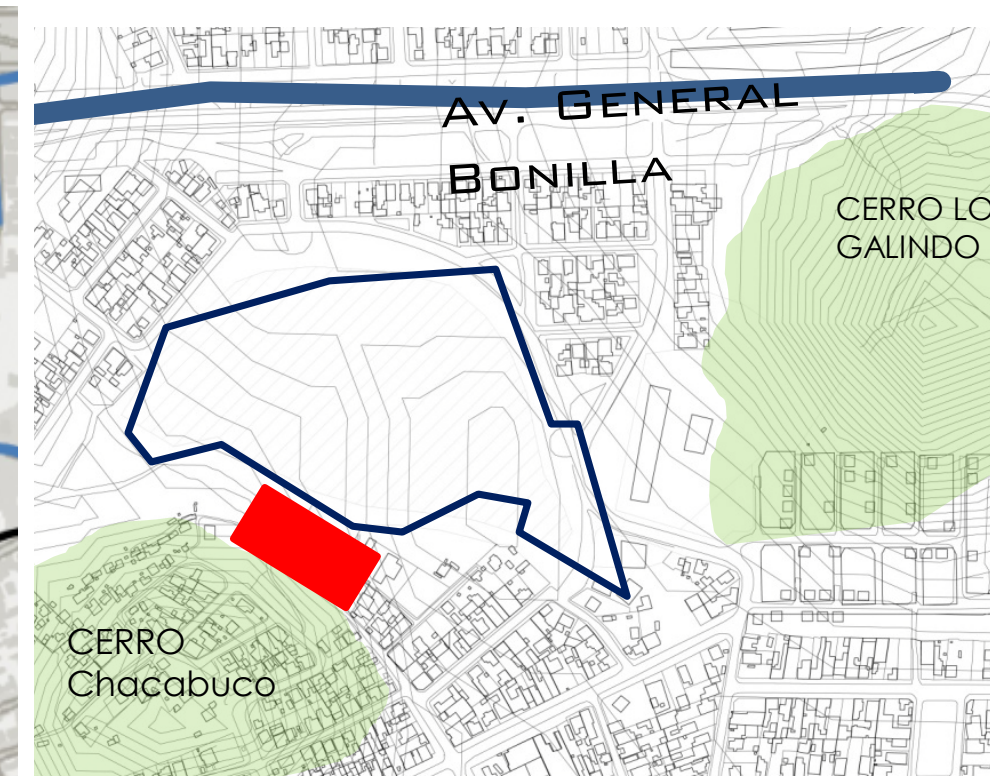 AV. GENERAL
BONILLA
CERRO LO
GALINDO
CERRO
Chacabuco